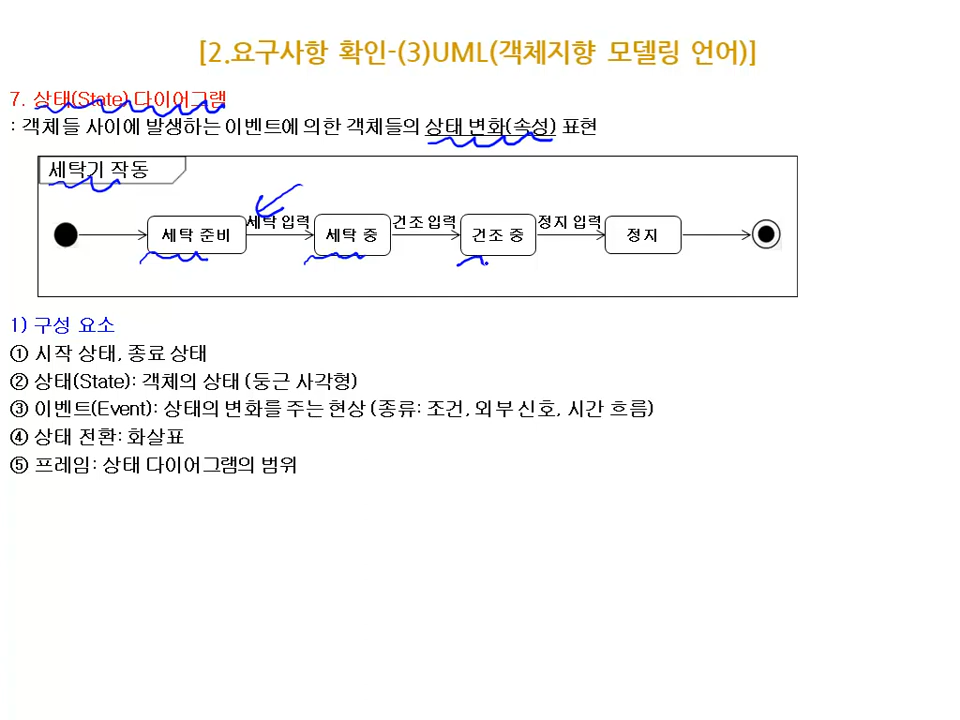 [2.요구사항 확인-(3)UML(객체지향 모델링 언어)]
7. 상태(State) 다이어그램
: 객체들 사이에 발생하는 이벤트에 의한 객체들의 상태 변화(속성) 표현
세탁기 작동
세탁 준비 세탁 입력 세탁 중 건조 입력 건조 중 정지 입력 정지
1) 구성 요소
① 시작 상태, 종료 상태
② 상태(State): 객체의 상태 (둥근 사각형)
③ 이벤트(Event): 상태의 변화를 주는 현상 (종류: 조건, 외부 신호, 시간 흐름)
④ 상태 전환: 화살표
⑤ 프레임: 상태 다이어그램의 범위